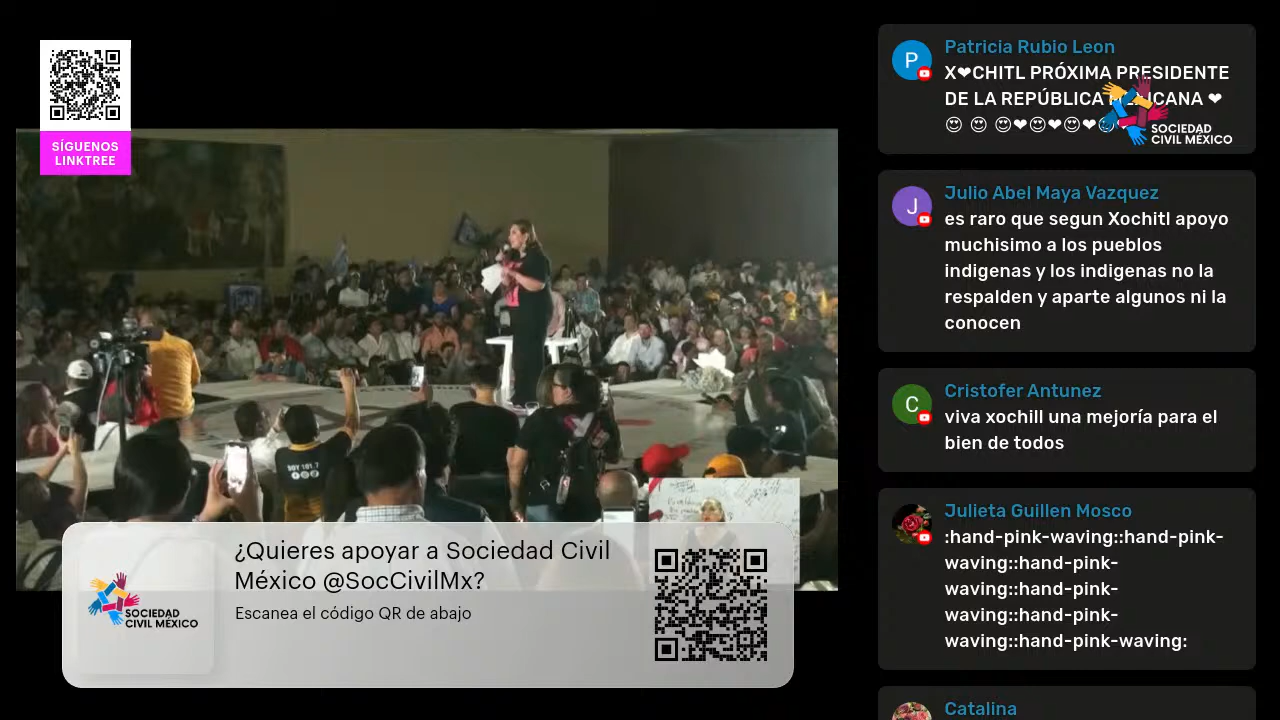 SÍGUENOS
LINKTREE
SOY 101.7
¿Quieres apoyar a Sociedad Civil
México @SocCivilMx?
Escanea el código QR de abajo
SOCIEDAD
CIVIL MÉXICO
Patricia Rubio Leon
X❤CHITL PRÓXIMA PRESIDENTE
DE LA REPÚBLICA MEXICANA ❤
😍 😍 😍❤😍❤😍❤😍❤
SOCIEDAD
CIVIL MÉXICO
Julio Abel Maya Vazquez
es raro que segun Xochitl apoyo
muchisimo a los pueblos
indigenas y los indigenas no la
respalden y aparte algunos ni la
conocen
Cristofer Antunez
viva xochill una mejoría para el
bien de todos
Julieta Guillen Mosco
:hand-pink-waving::hand-pink-
waving::hand-pink-
waving::hand-pink-
waving::hand-pink-
waving::hand-pink-waving:
Catalina